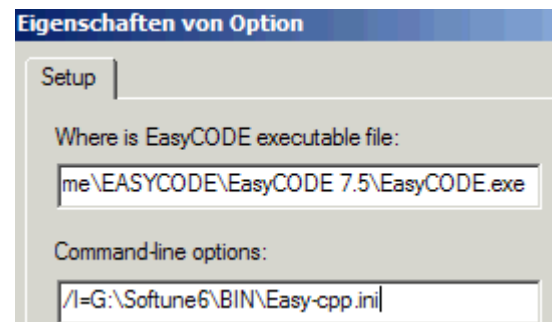 Eigenschaften von Option
Setup
Where is EasyCODE executable file:
me\EASYCODE\EasyCODE 7.5\EasyCODE.exe
Command-line options:
/I=G:\Softune6\BIN\Easy-cpp.ini